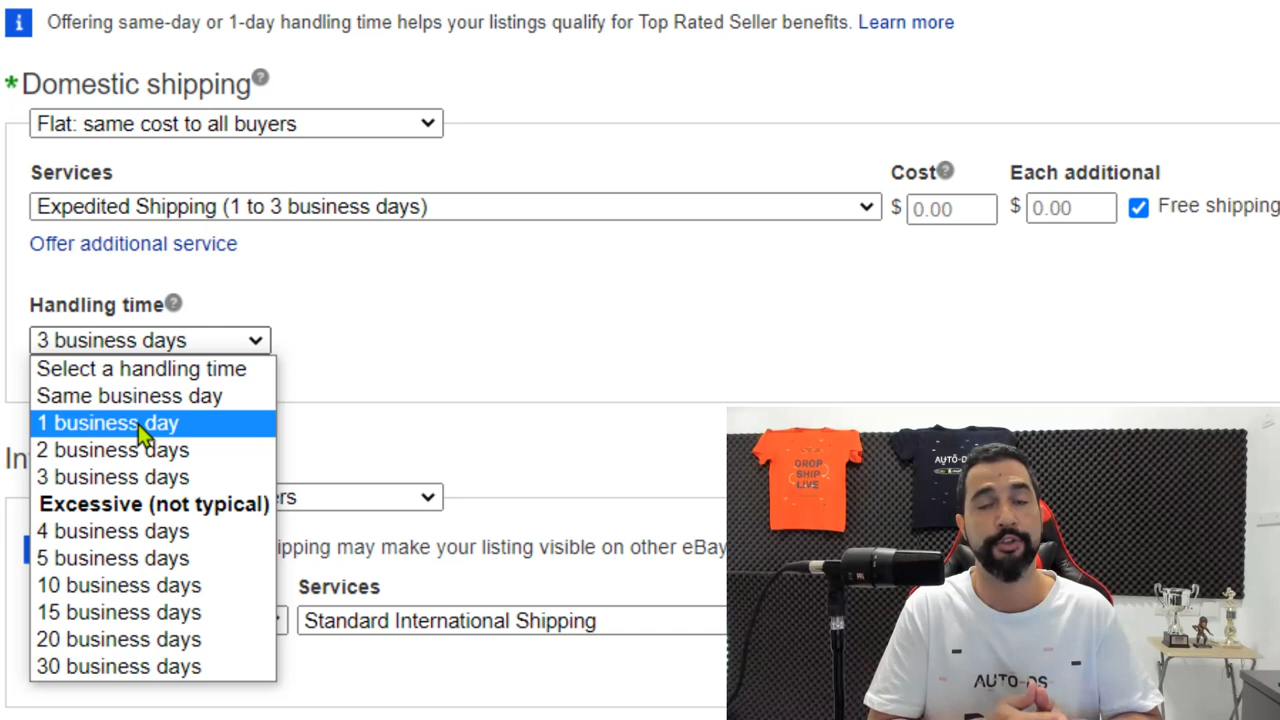 i Offering same-day or 1-day handling time helps your listings qualify for Top Rated Seller benefits. Learn more
*Domestic shipping?
Flat: same cost to all buyers
Services Cost? Each additional
Expedited Shipping (1 to 3 business days) $ 0.00 $ 0.00 Free shipping
Offer additional service
Handling time?
3 business days
Select a handling time
Same business day
1 business day
2 business days
In
3 business days
Excessive (not typical)
ers
4 business days
ipping may make your listing visible on other eBay
5 business days
10 business days
Services
15 business days
Standard International Shipping
20 business days
30 business days
DROP
SHIP
LIVE
AUTO-DS